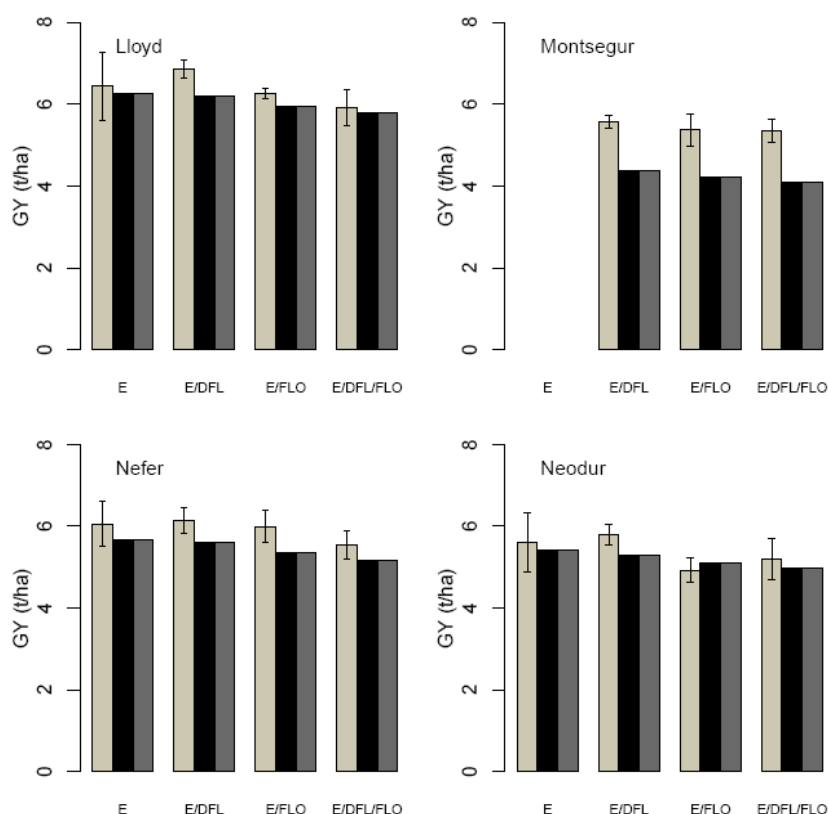 Lloyd
GY (t/ha)
0 2 4 6 8
E E/DFL E/FLO E/DFL/FLO
Montsegur
GY (t/ha)
0 2 4 6 8
E E/DFL E/FLO E/DFL/FLO
Nefer
GY (t/ha)
0 2 4 6 8
E E/DFL E/FLO E/DFL/FLO
Neodur
GY (t/ha)
0 2 4 6 8
E E/DFL E/FLO E/DFL/FLO